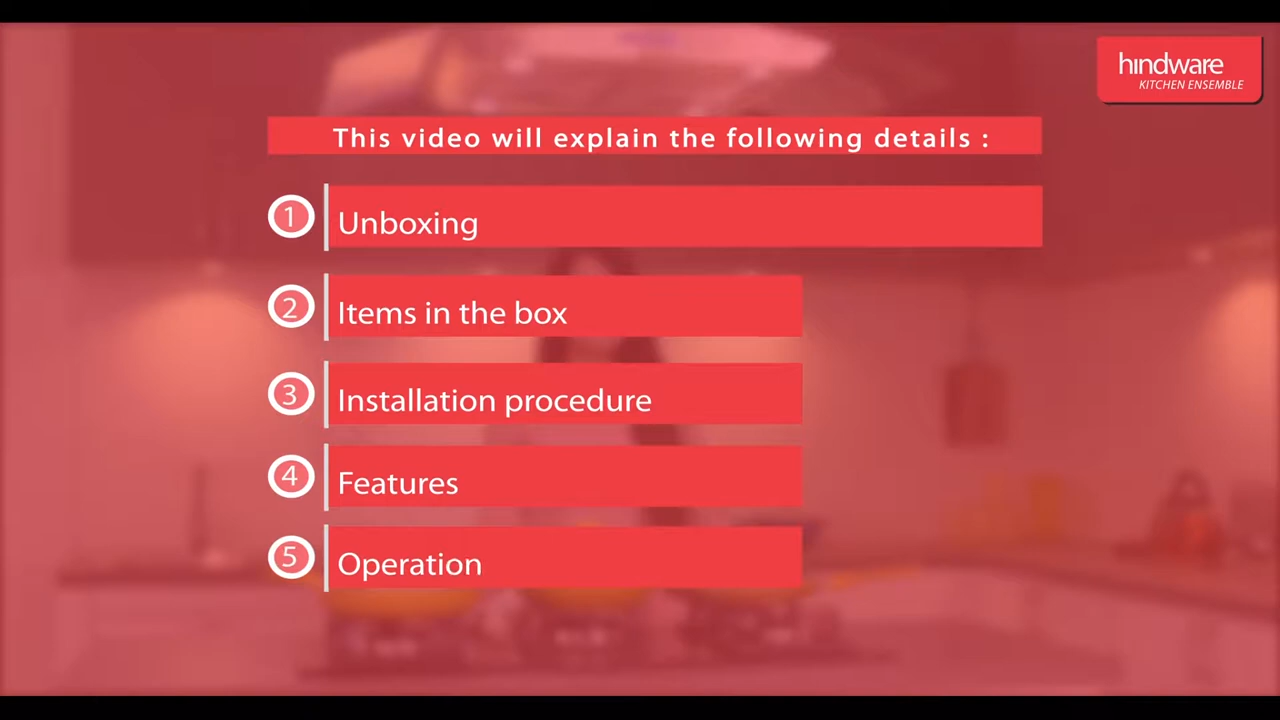 hindware
KITCHEN ENSEMBLE
This video will explain the following details :
1 Unboxing
2 Items in the box
3 Installation procedure
4 Features
5 Operation